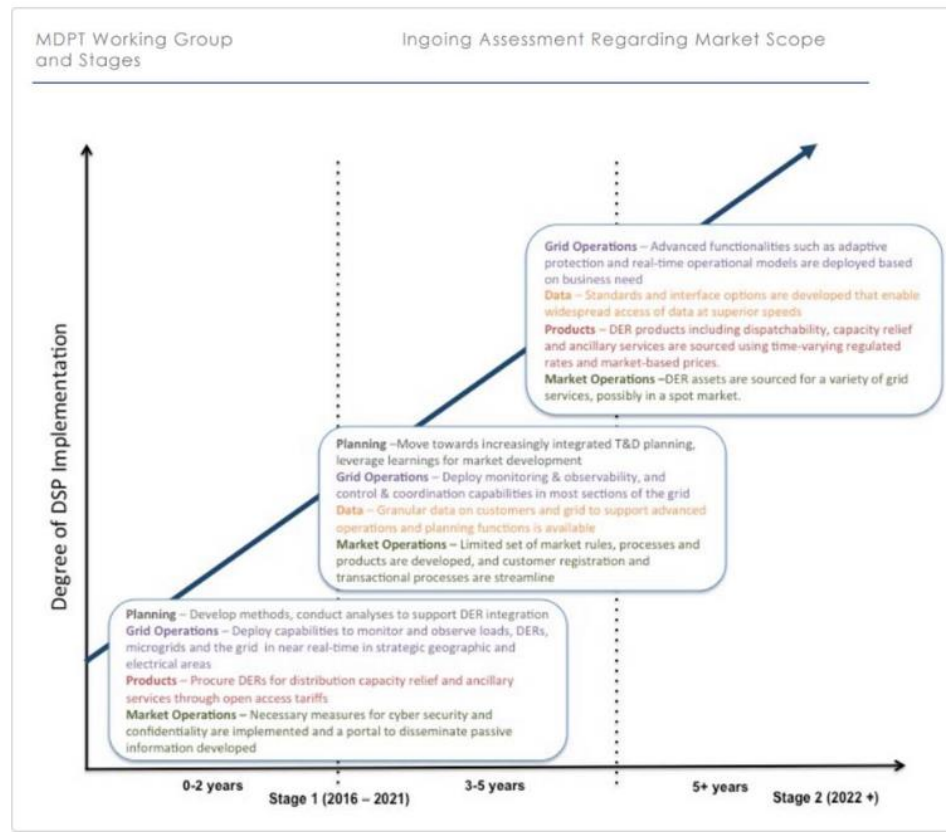 MDPT Working Group
and Stages
Ingoing Assessment Regarding Market Scope
Degree of DSP Implementation
Grid Operations – Advanced functionalities such as adaptive
protection and real-time operational models are deployed based
on business need
Data – Standards and interface options are developed that enable
widespread access of data at superior speeds
Products – DER products including dispatchability, capacity relief
and ancillary services are sourced using time-varying regulated
rates and market-based prices.
Market Operations –DER assets are sourced for a variety of grid
services, possibly in a spot market.
Planning –Move towards increasingly integrated T&D planning,
leverage learnings for market development
Grid Operations – Deploy monitoring & observability, and
control & coordination capabilities in most sections of the grid
Data – Granular data on customers and grid to support advanced
operations and planning functions is available
Market Operations – Limited set of market rules, processes and
products are developed, and customer registration and
transactional processes are streamline
Planning – Develop methods, conduct analyses to support DER integration
Grid Operations – Deploy capabilities to monitor and observe loads, DERs,
microgrids and the grid in near real-time in strategic geographic and
electrical areas
Products – Procure DERs for distribution capacity relief and ancillary
services through open access tariffs
Market Operations – Necessary measures for cyber security and
confidentiality are implemented and a portal to disseminate passive
information developed
0-2 years
3-5 years
5+ years
Stage 1 (2016 – 2021)
Stage 2 (2022 +)